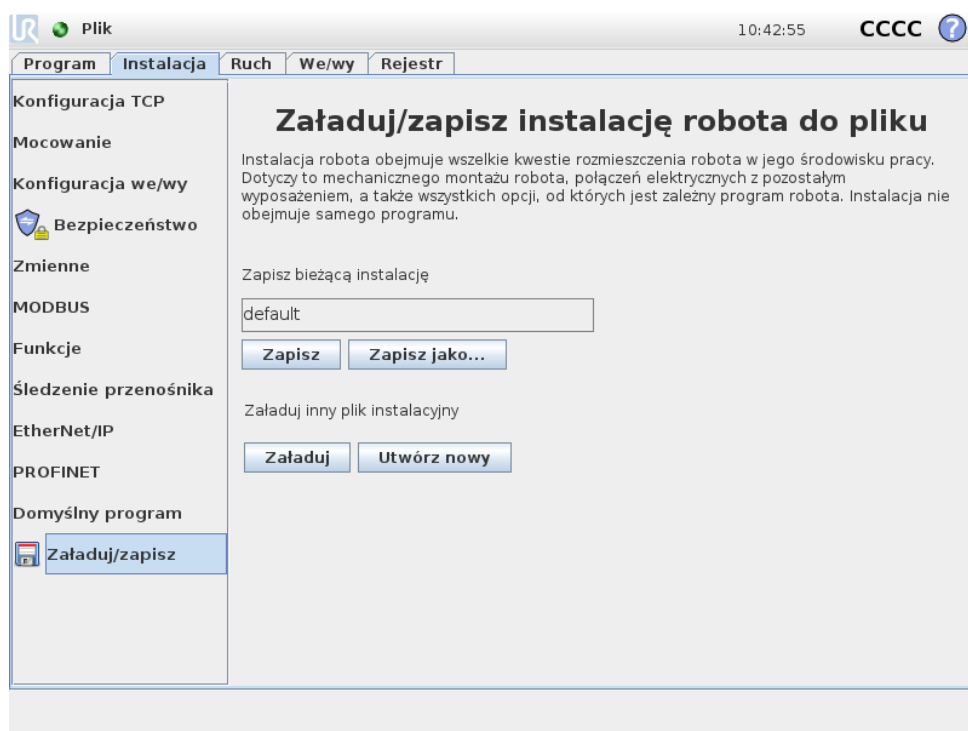 UR Plik 10:42:55 CCCC ?
Program Instalacja Ruch We/wy Rejestr
Konfiguracja TCP
Mocowanie
Konfiguracja we/wy
Bezpieczeństwo
Zmienne
MODBUS
Funkcje
Śledzenie przenośnika
EtherNet/IP
PROFINET
Domyślny program
Załaduj/zapisz
Załaduj/zapisz instalację robota do pliku
Instalacja robota obejmuje wszelkie kwestie rozmieszczenia robota w jego środowisku pracy.
Dotyczy to mechanicznego montażu robota, połączeń elektrycznych z pozostałym
wyposażeniem, a także wszystkich opcji, od których jest zależny program robota. Instalacja nie
obejmuje samego programu.
Zapisz bieżącą instalację
default
Zapisz Zapisz jako...
Załaduj inny plik instalacyjny
Załaduj Utwórz nowy